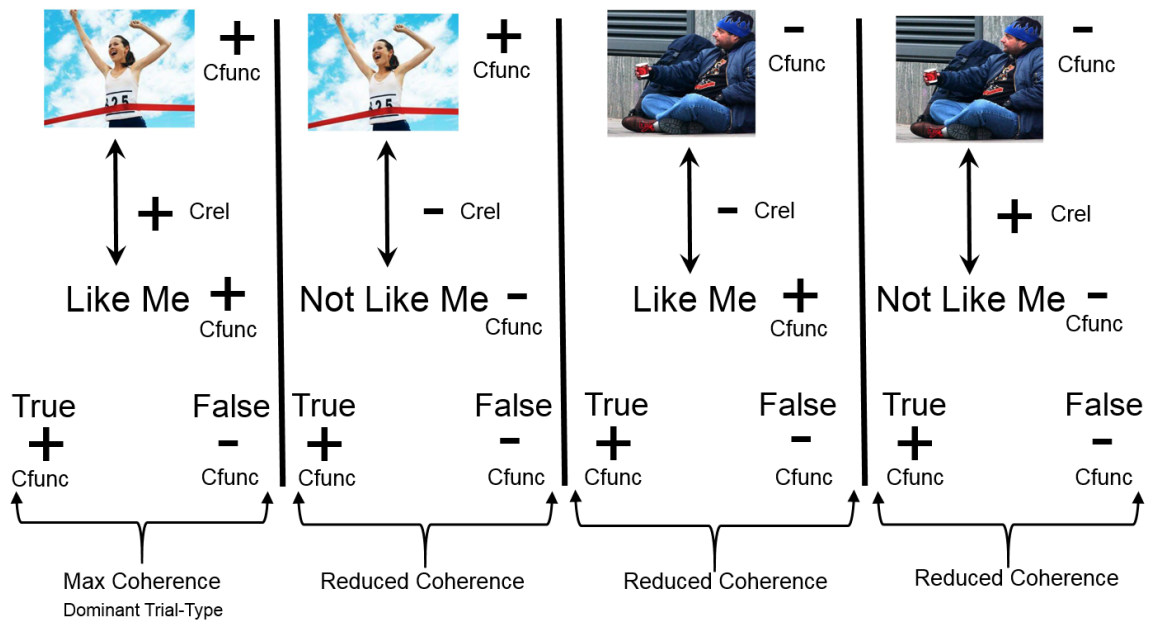 + Cfunc
+ Cfunc
- Cfunc
- Cfunc
25
25
+ Crel
- Crel
- Crel
+ Crel
Like Me + Cfunc
Not Like Me - Cfunc
Like Me + Cfunc
Not Like Me - Cfunc
True False True False True False True False
+ - + - + - + -
Cfunc Cfunc Cfunc Cfunc Cfunc Cfunc Cfunc Cfunc
Max Coherence
Dominant Trial-Type
Reduced Coherence
Reduced Coherence
Reduced Coherence